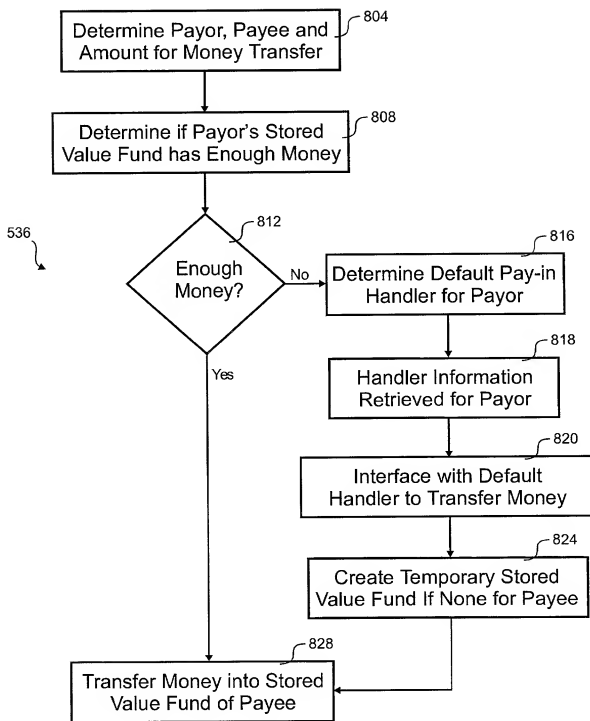 804
Determine Payor, Payee and
Amount for Money Transfer
808
Determine if Payor's Stored
Value Fund has Enough Money
812
536
Enough
Money?
No
Yes
816
Determine Default Pay-in
Handler for Payor
818
Handler Information
Retrieved for Payor
820
Interface with Default
Handler to Transfer Money
824
Create Temporary Stored
Value Fund If None for Payee
828
Transfer Money into Stored
Value Fund of Payee